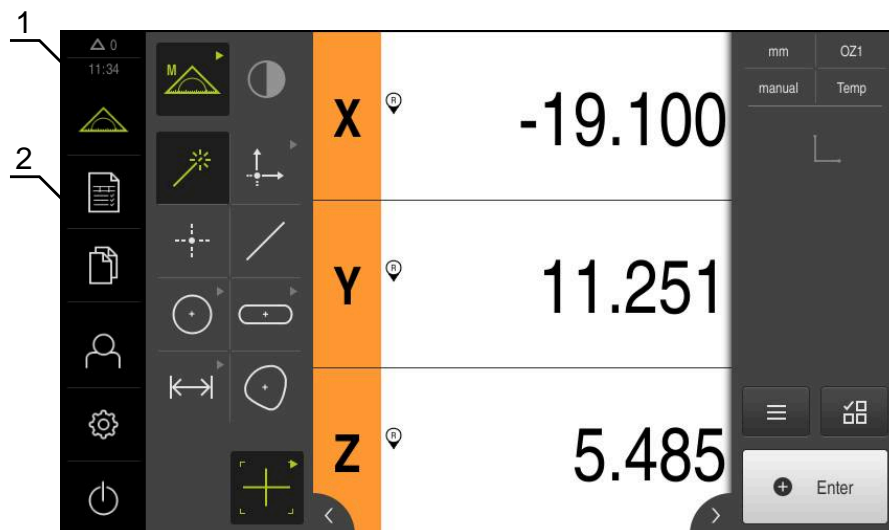 1
2
0
11:34
M
X
R
-19.100
Y
R
11.251
Z
R
5.485
mm
OZ1
manual
Temp
Enter